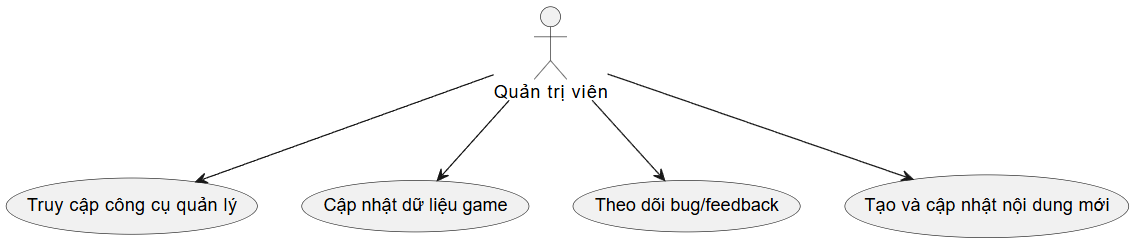 Quản trị viên
Truy cập công cụ quản lý
Cập nhật dữ liệu game
Theo dõi bug/feedback
Tạo và cập nhật nội dung mới